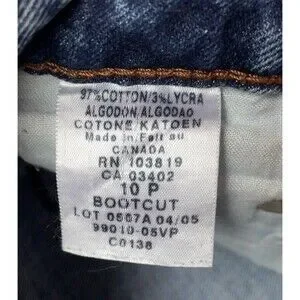 97%COTTON/3%LYCRA
ALGODON/ALGODAO
COTONE/KATOEN
Made in/Fait au
CANADA
RN 103819
CA 03402
10 P
BOOTCUT
LOT 0567A 04/05
99010-05VP
C0138